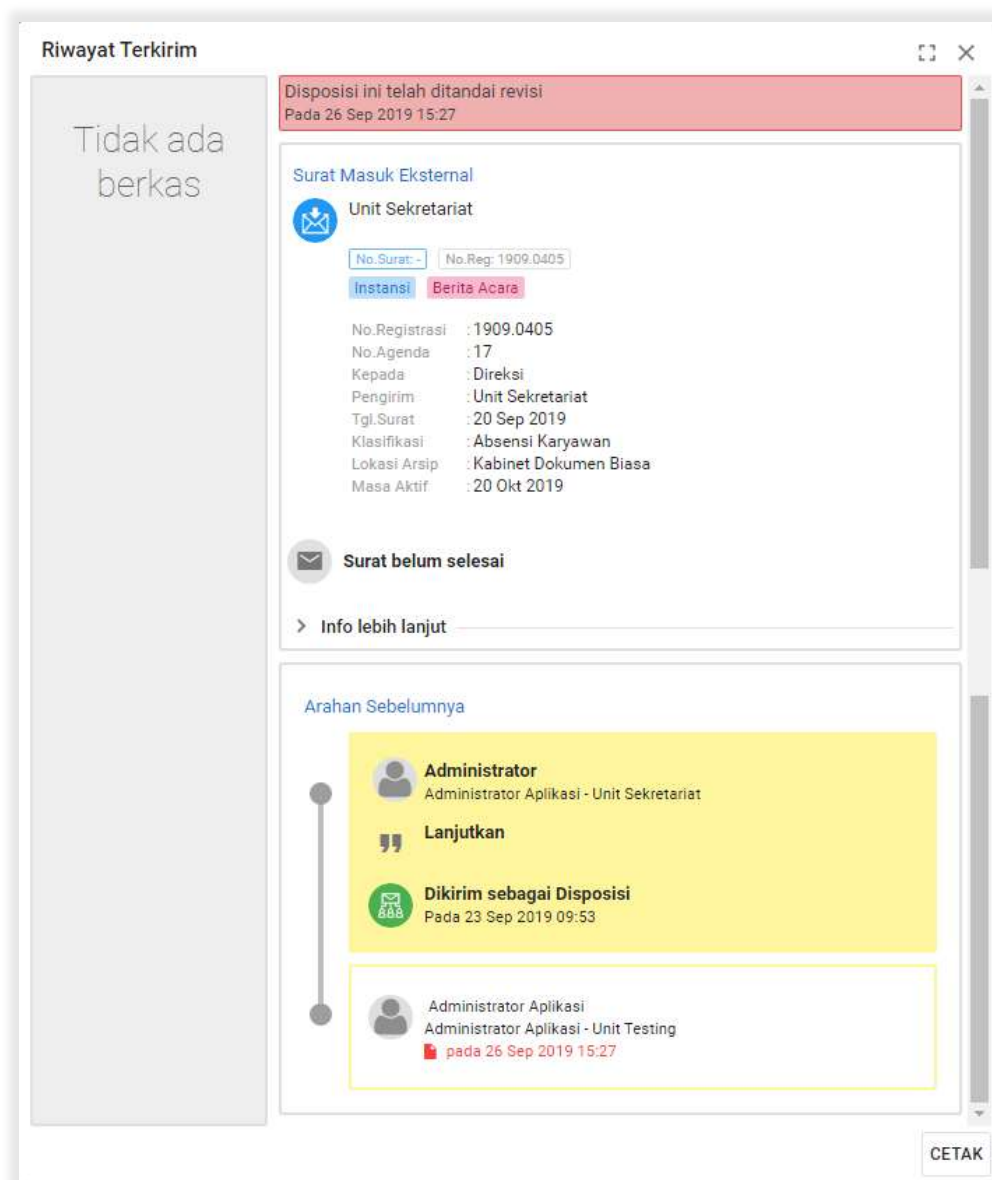 Riwayat Terkirim
Tidak ada
berkas
Disposisi ini telah ditandai revisi
Pada 26 Sep 2019 15:27
Surat Masuk Eksternal
Unit Sekretariat
No.Surat: - No.Reg: 1909.0405
Instansi Berita Acara
No.Registrasi : 1909.0405
No.Agenda : 17
Kepada : Direksi
Pengirim : Unit Sekretariat
Tgl.Surat : 20 Sep 2019
Klasifikasi : Absensi Karyawan
Lokasi Arsip : Kabinet Dokumen Biasa
Masa Aktif : 20 Okt 2019
Surat belum selesai
Info lebih lanjut
Arahan Sebelumnya
Administrator
Administrator Aplikasi - Unit Sekretariat
Lanjutkan
Dikirim sebagai Disposisi
Pada 23 Sep 2019 09:53
Administrator Aplikasi
Administrator Aplikasi - Unit Testing
pada 26 Sep 2019 15:27
CETAK